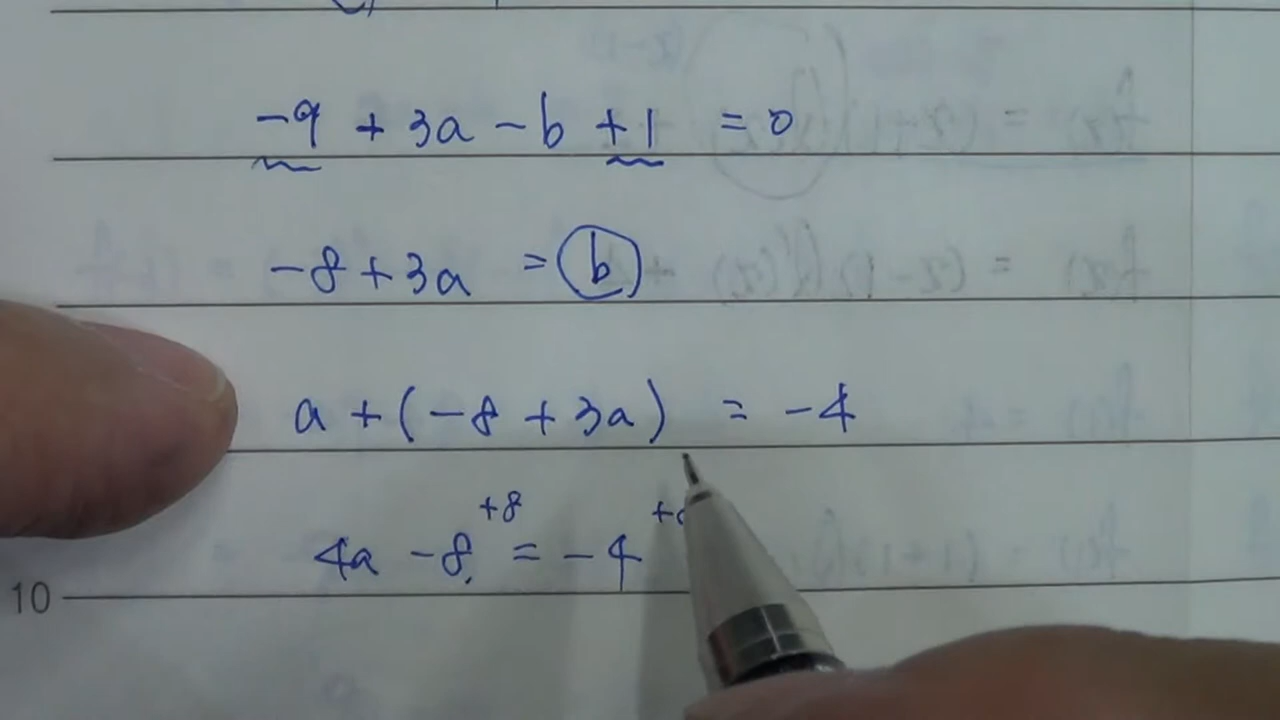 -9 + 3a - b + 1 = 0
-8 + 3a = b
a + (-8 + 3a) = -4
+8
4a - 8 = -4
10